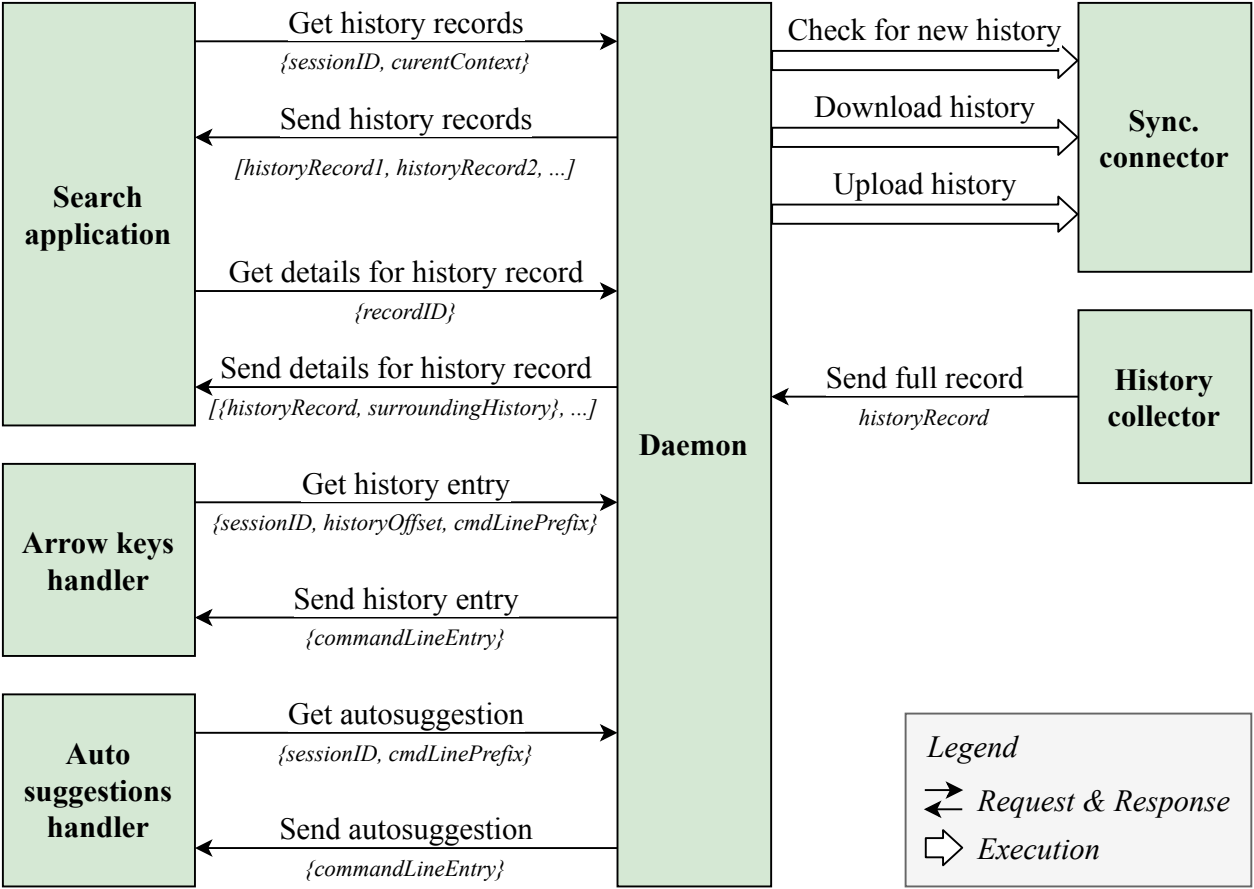 Get history records
{sessionID, curentContext}
Send history records
[historyRecord1, historyRecord2, ...]
Search
application
Get details for history record
{recordID}
Send details for history record
[{historyRecord, surroundingHistory}, ...]
Get history entry
{sessionID, historyOffset, cmdLinePrefix}
Arrow keys
handler
Send history entry
{commandLineEntry}
Get autosuggestion
{sessionID, cmdLinePrefix}
Auto
suggestions
handler
Send autosuggestion
{commandLineEntry}
Daemon
Check for new history
Download history
Upload history
Sync.
connector
Send full record
historyRecord
History
collector
Legend
Request & Response
Execution